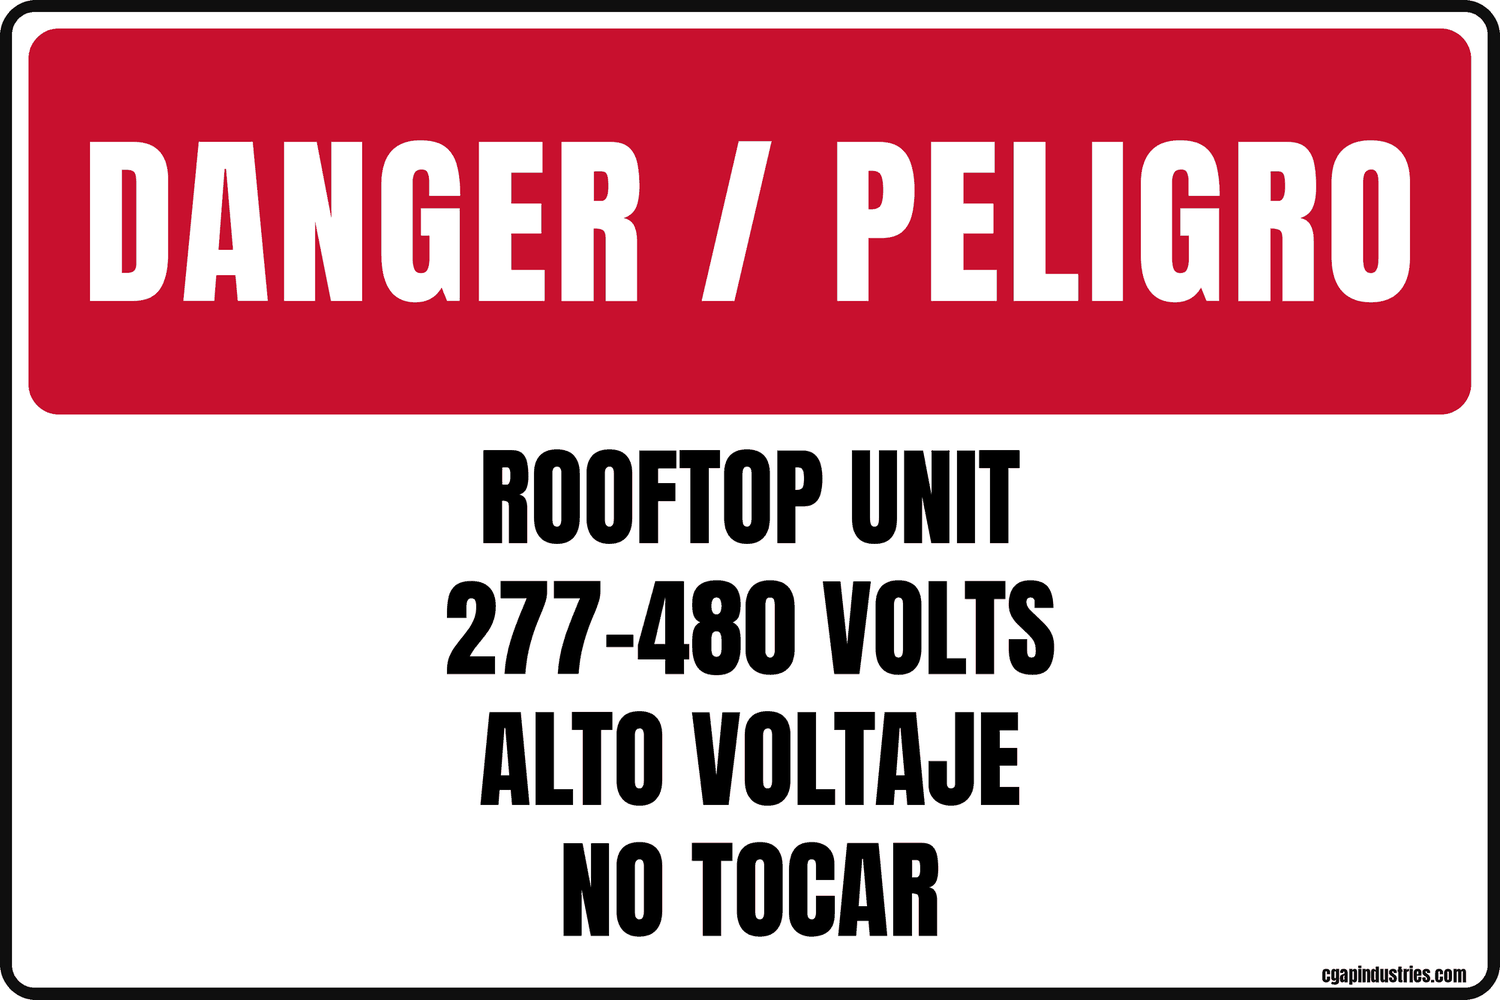 DANGER / PELIGRO
ROOFTOP UNIT
277-480 VOLTS
ALTO VOLTAJE
NO TOCAR
cgapindustries.com